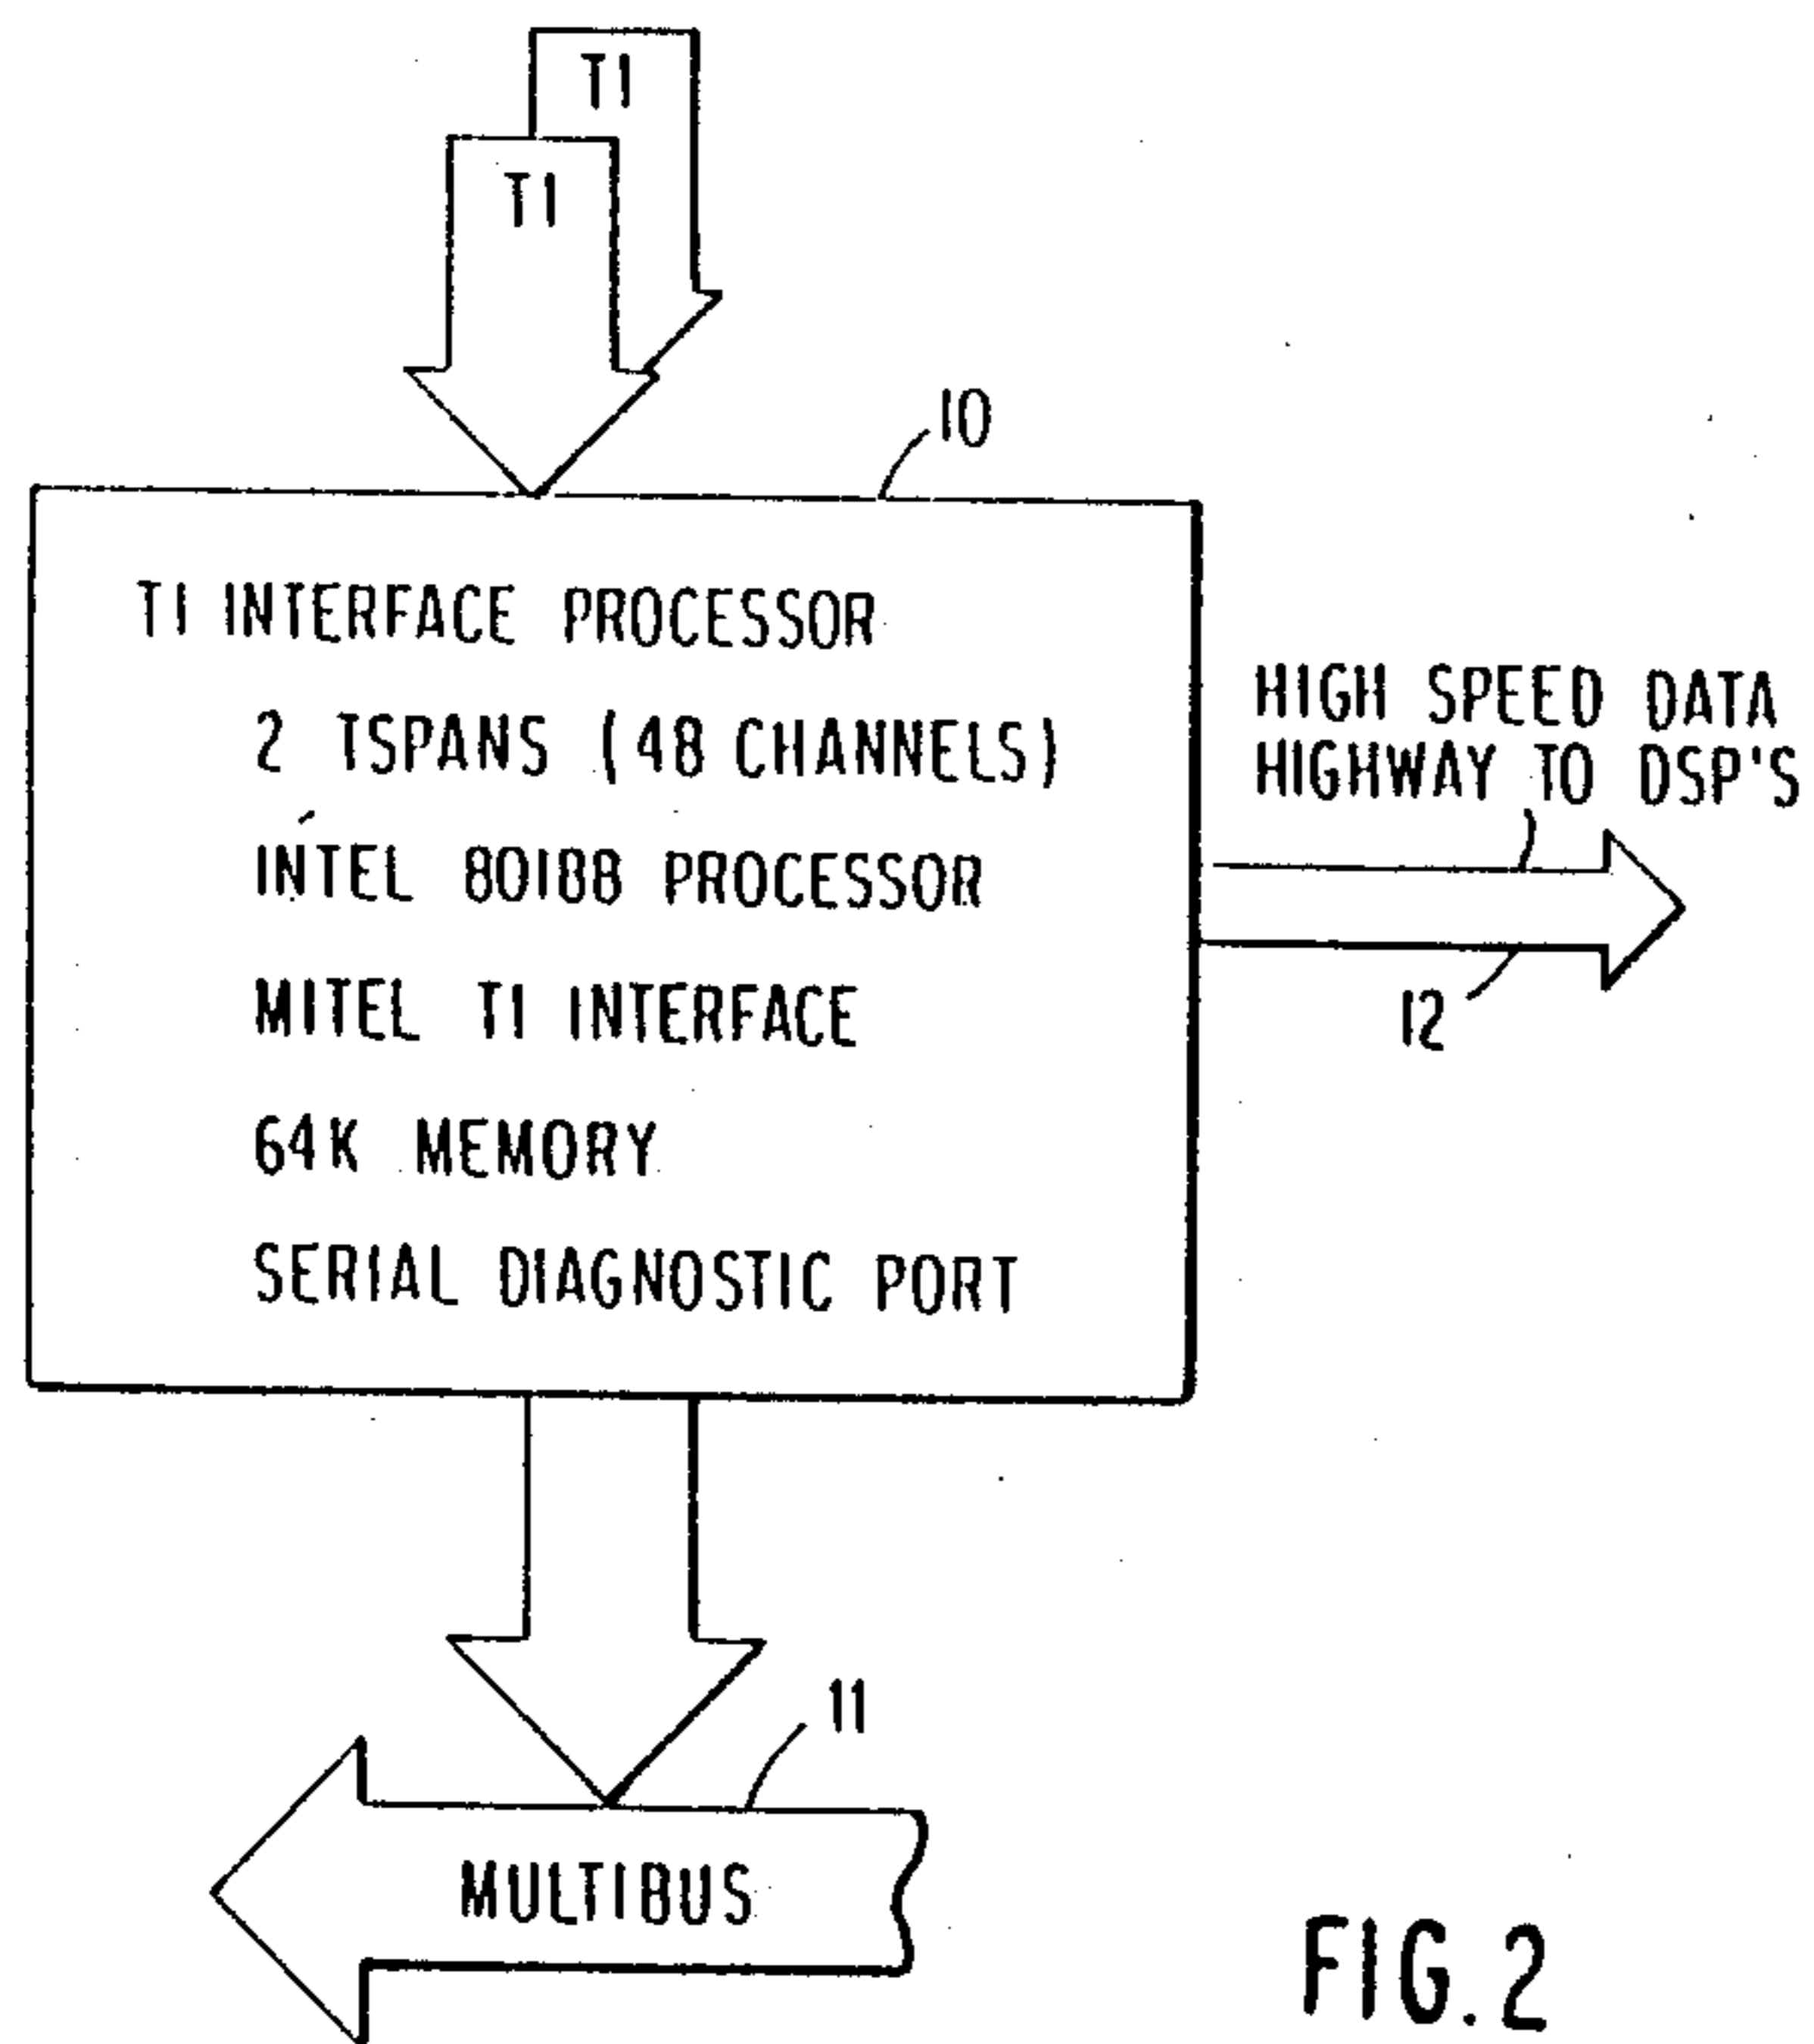 T1
T1
10
T1 INTERFACE PROCESSOR
2 TSPANS (48 CHANNELS)
INTEL 80188 PROCESSOR
MITEL T1 INTERFACE
64K MEMORY
SERIAL DIAGNOSTIC PORT
HIGH SPEED DATA
HIGHWAY TO DSP'S
12
11
MULTIBUS
FIG.2